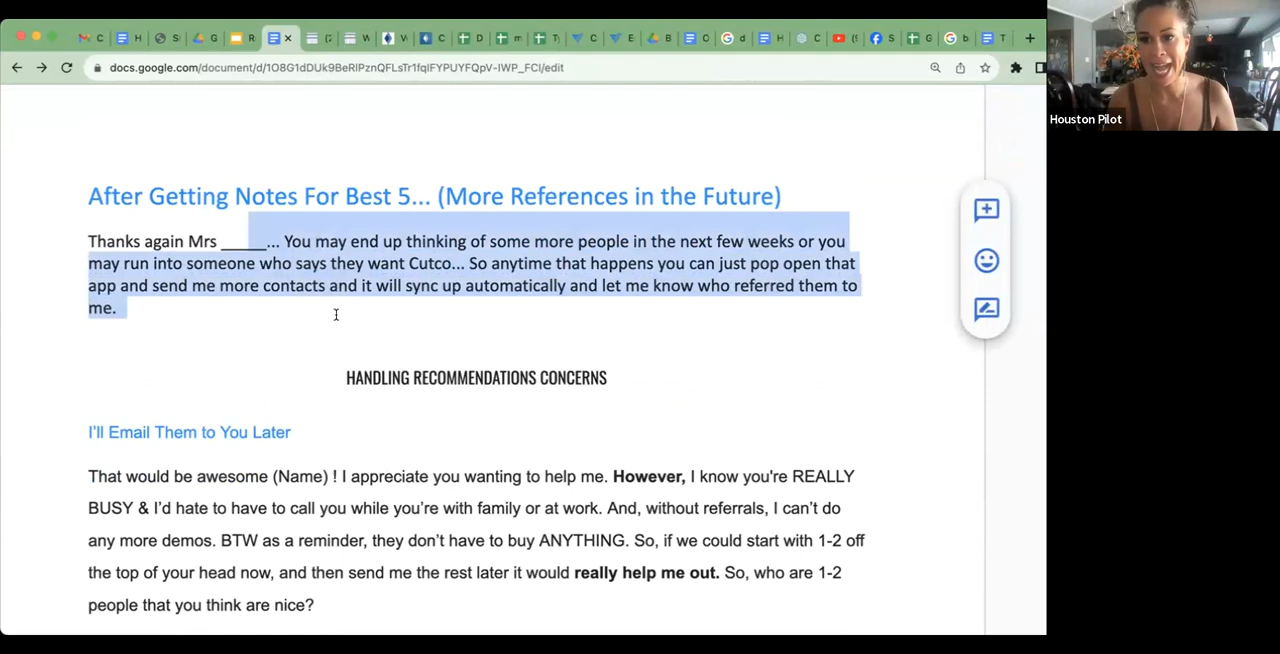 C
H
S
G
R
W
V
C
D
m
T
C
E
B
O
d
H
C
(
S
G
b
T
docs.google.com/document/d/1O8G1dDUk9BeRlPznQFLsTr1fqIFYPUYFQpV-IWP_FCI/edit
Houston Pilot
After Getting Notes For Best 5... (More References in the Future)
Thanks again Mrs _____... You may end up thinking of some more people in the next few weeks or you
may run into someone who says they want Cutco... So anytime that happens you can just pop open that
app and send me more contacts and it will sync up automatically and let me know who referred them to
me.
HANDLING RECOMMENDATIONS CONCERNS
I'll Email Them to You Later
That would be awesome (Name) ! I appreciate you wanting to help me. However, I know you're REALLY
BUSY & I'd hate to have to call you while you're with family or at work. And, without referrals, I can't do
any more demos. BTW as a reminder, they don't have to buy ANYTHING. So, if we could start with 1-2 off
the top of your head now, and then send me the rest later it would really help me out. So, who are 1-2
people that you think are nice?